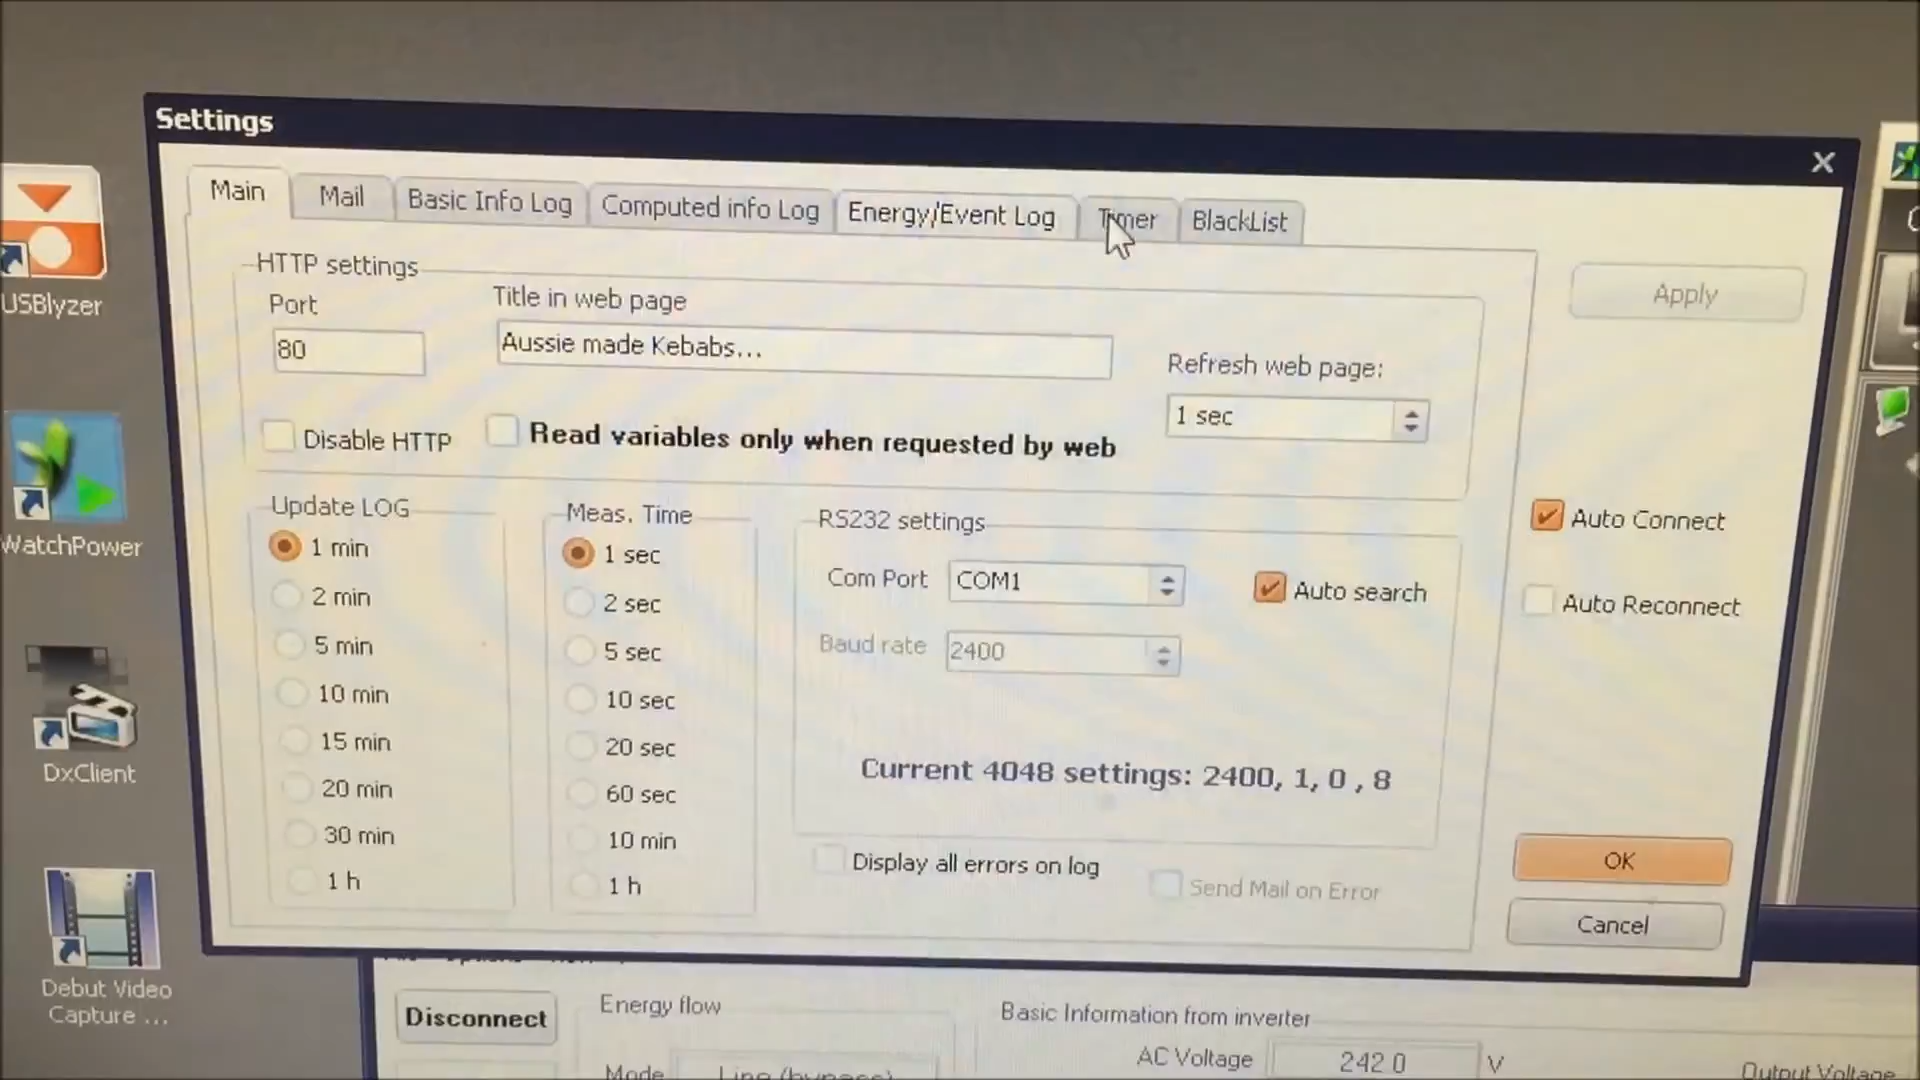 Settings
X
Main
Mail
Basic Info Log
Computed info Log
Energy/Event Log
Timer
BlackList
HTTP settings
Port
Title in web page
80
Aussie made Kebabs...
Refresh web page:
1 sec
Disable HTTP
Read variables only when requested by web
Apply
Update LOG
1 min
2 min
5 min
10 min
15 min
20 min
30 min
1 h
Meas. Time
1 sec
2 sec
5 sec
10 sec
20 sec
60 sec
10 min
1 h
RS232 settings
Com Port
COM1
Auto search
Baud rate
2400
Current 4048 settings: 2400, 1, 0 , 8
Display all errors on log
Send Mail on Error
Auto Connect
Auto Reconnect
OK
Cancel
USBlyzer
WatchPower
DxClient
Debut Video
Capture ...
Disconnect
Energy flow
Mode
Line (bypass)
Basic Information from inverter
AC Voltage
242.0
V
Output Voltage